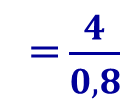 = 4/0,8